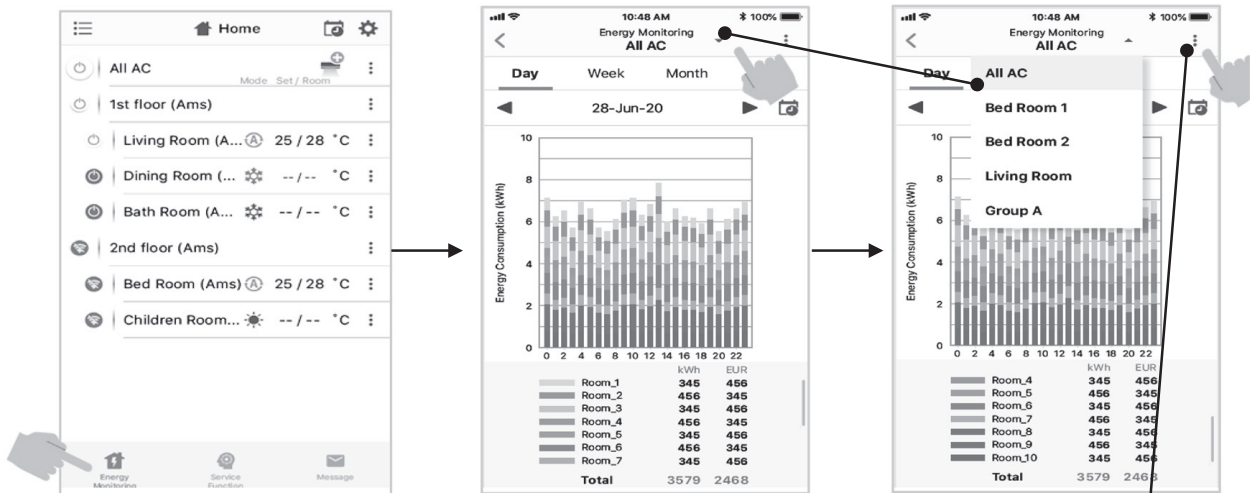 Home
All AC
Mode Set / Room
1st floor (Ams)
Living Room (A... A 25 / 28 °C
Dining Room (... -- / -- °C
Bath Room (A... -- / -- °C
2nd floor (Ams)
Bed Room (Ams) A 25 / 28 °C
Children Room... -- / -- °C
Energy
Monitoring
Service
Function
Message
10:48 AM 100%
Energy Monitoring
All AC
Day Week Month
28-Jun-20
Energy Consumption (kWh)
10
8
6
4
2
0
0 2 4 6 8 10 12 14 16 18 20 22
kWh EUR
Room_1 345 456
Room_2 456 345
Room_3 345 456
Room_4 456 345
Room_5 345 456
Room_6 456 345
Room_7 345 456
Total 3579 2468
10:48 AM 100%
Energy Monitoring
All AC
Day
All AC
Bed Room 1
Bed Room 2
Living Room
Group A
Energy Consumption (kWh)
10
8
6
4
2
0
0 2 4 6 8 10 12 14 16 18 20 22
kWh EUR
Room_4 345 456
Room_5 456 345
Room_6 345 456
Room_7 456 345
Room_8 345 456
Room_9 456 345
Room_10 345 456
Total 3579 2468